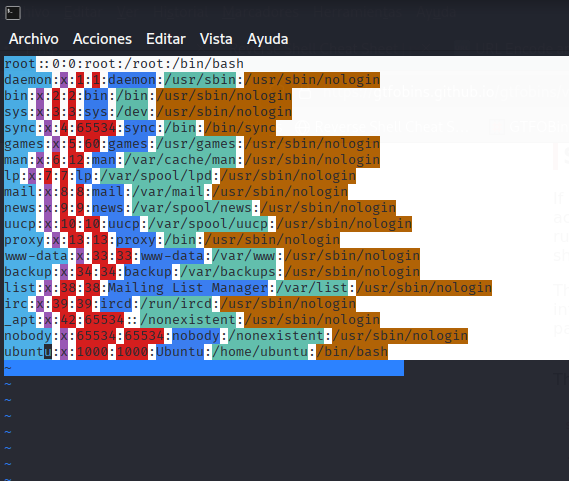 Archivo Acciones Editar Vista Ayuda
root::0:0:root:/root:/bin/bash
daemon:x:1:1:daemon:/usr/sbin:/usr/sbin/nologin
bin:x:2:2:bin:/bin:/usr/sbin/nologin
sys:x:3:3:sys:/dev:/usr/sbin/nologin
sync:x:4:65534:sync:/bin:/bin/sync
games:x:5:60:games:/usr/games:/usr/sbin/nologin
man:x:6:12:man:/var/cache/man:/usr/sbin/nologin
lp:x:7:7:lp:/var/spool/lpd:/usr/sbin/nologin
mail:x:8:8:mail:/var/mail:/usr/sbin/nologin
news:x:9:9:news:/var/spool/news:/usr/sbin/nologin
uucp:x:10:10:uucp:/var/spool/uucp:/usr/sbin/nologin
proxy:x:13:13:proxy:/bin:/usr/sbin/nologin
www-data:x:33:33:www-data:/var/www:/usr/sbin/nologin
backup:x:34:34:backup:/var/backups:/usr/sbin/nologin
list:x:38:38:Mailing List Manager:/var/list:/usr/sbin/nologin
irc:x:39:39:ircd:/run/ircd:/usr/sbin/nologin
_apt:x:42:65534::/nonexistent:/usr/sbin/nologin
nobody:x:65534:65534:nobody:/nonexistent:/usr/sbin/nologin
ubuntu:x:1000:1000:Ubuntu:/home/ubuntu:/bin/bash
~
~
~
~
~
~
~
~